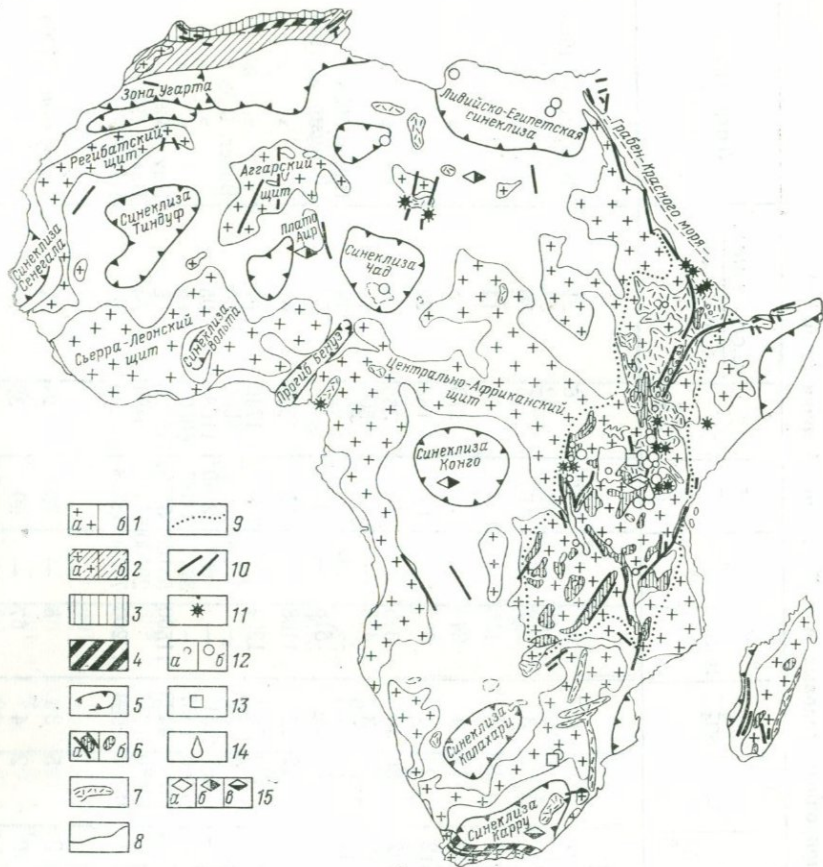 Зона Угарта
Ливийско-Египетская
синеклиза
Грабен Красного моря
Регибатский
щит
Аггарский
щит
Синеклиза
Тиндуф
Плато
Аир
Синеклиза
Сенегала
Синеклиза
Чад
Сьерра-Леонский
щит
Синеклиза
Вольта
Прогиб Бенуэ
Центрально-Африканский
щит
Синеклиза
Конго
Синеклиза
Калахари
Синеклиза
Карру
а б 1
а б 2
3
4
5
а б 6
7
8
9
10
11
а б 12
13
14
а б в 15